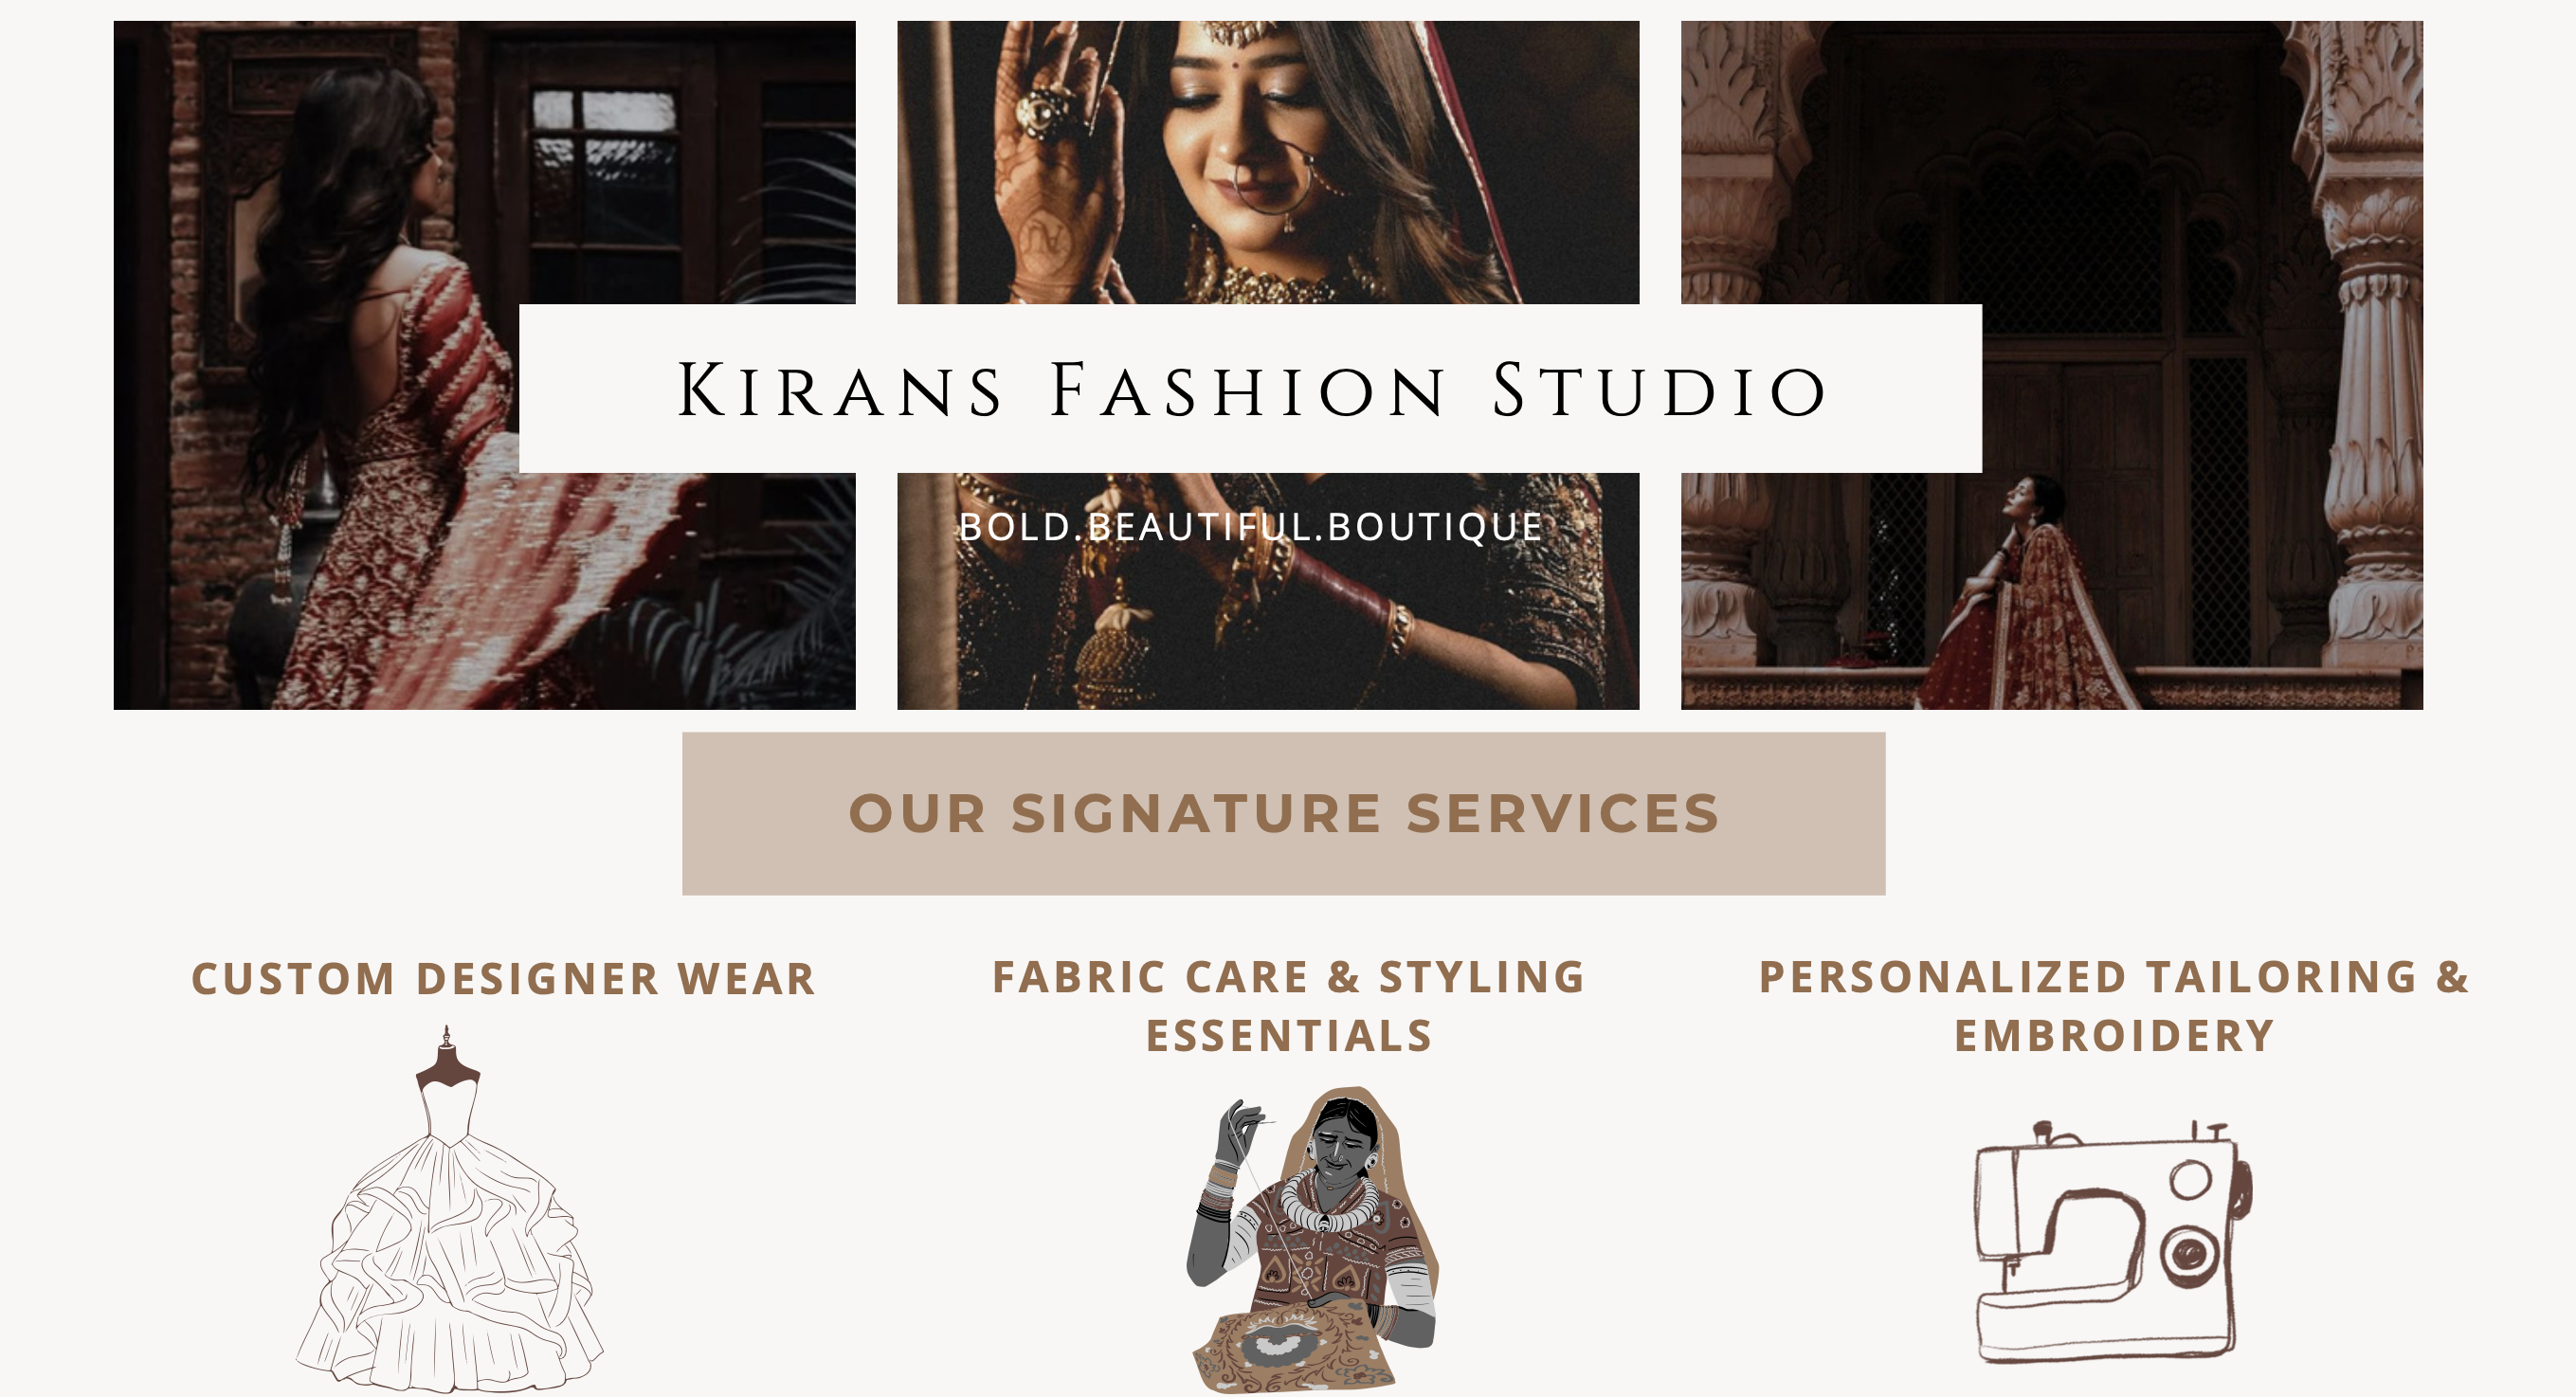 Kirans Fashion Studio
BOLD.BEAUTIFUL.BOUTIQUE
OUR SIGNATURE SERVICES
CUSTOM DESIGNER WEAR
FABRIC CARE & STYLING
ESSENTIALS
PERSONALIZED TAILORING &
EMBROIDERY